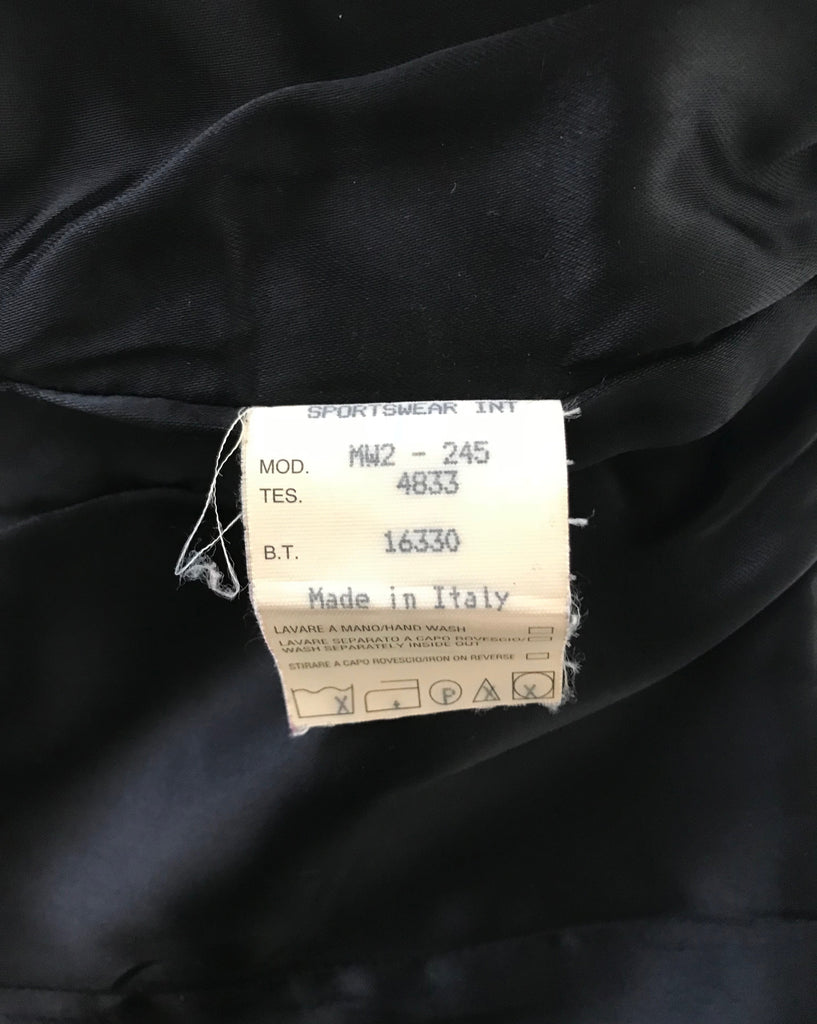 SPORTSWEAR INT
MOD. MW2 - 245
TES. 4833
B.T. 16330
Made in Italy
LAVARE A MANO/HAND WASH
LAVARE SEPARATO A CAPO ROVESCIO/
WASH SEPARATELY INSIDE OUT
STIRARE A CAPO ROVESCIO/IRON ON REVERSE
X P X X